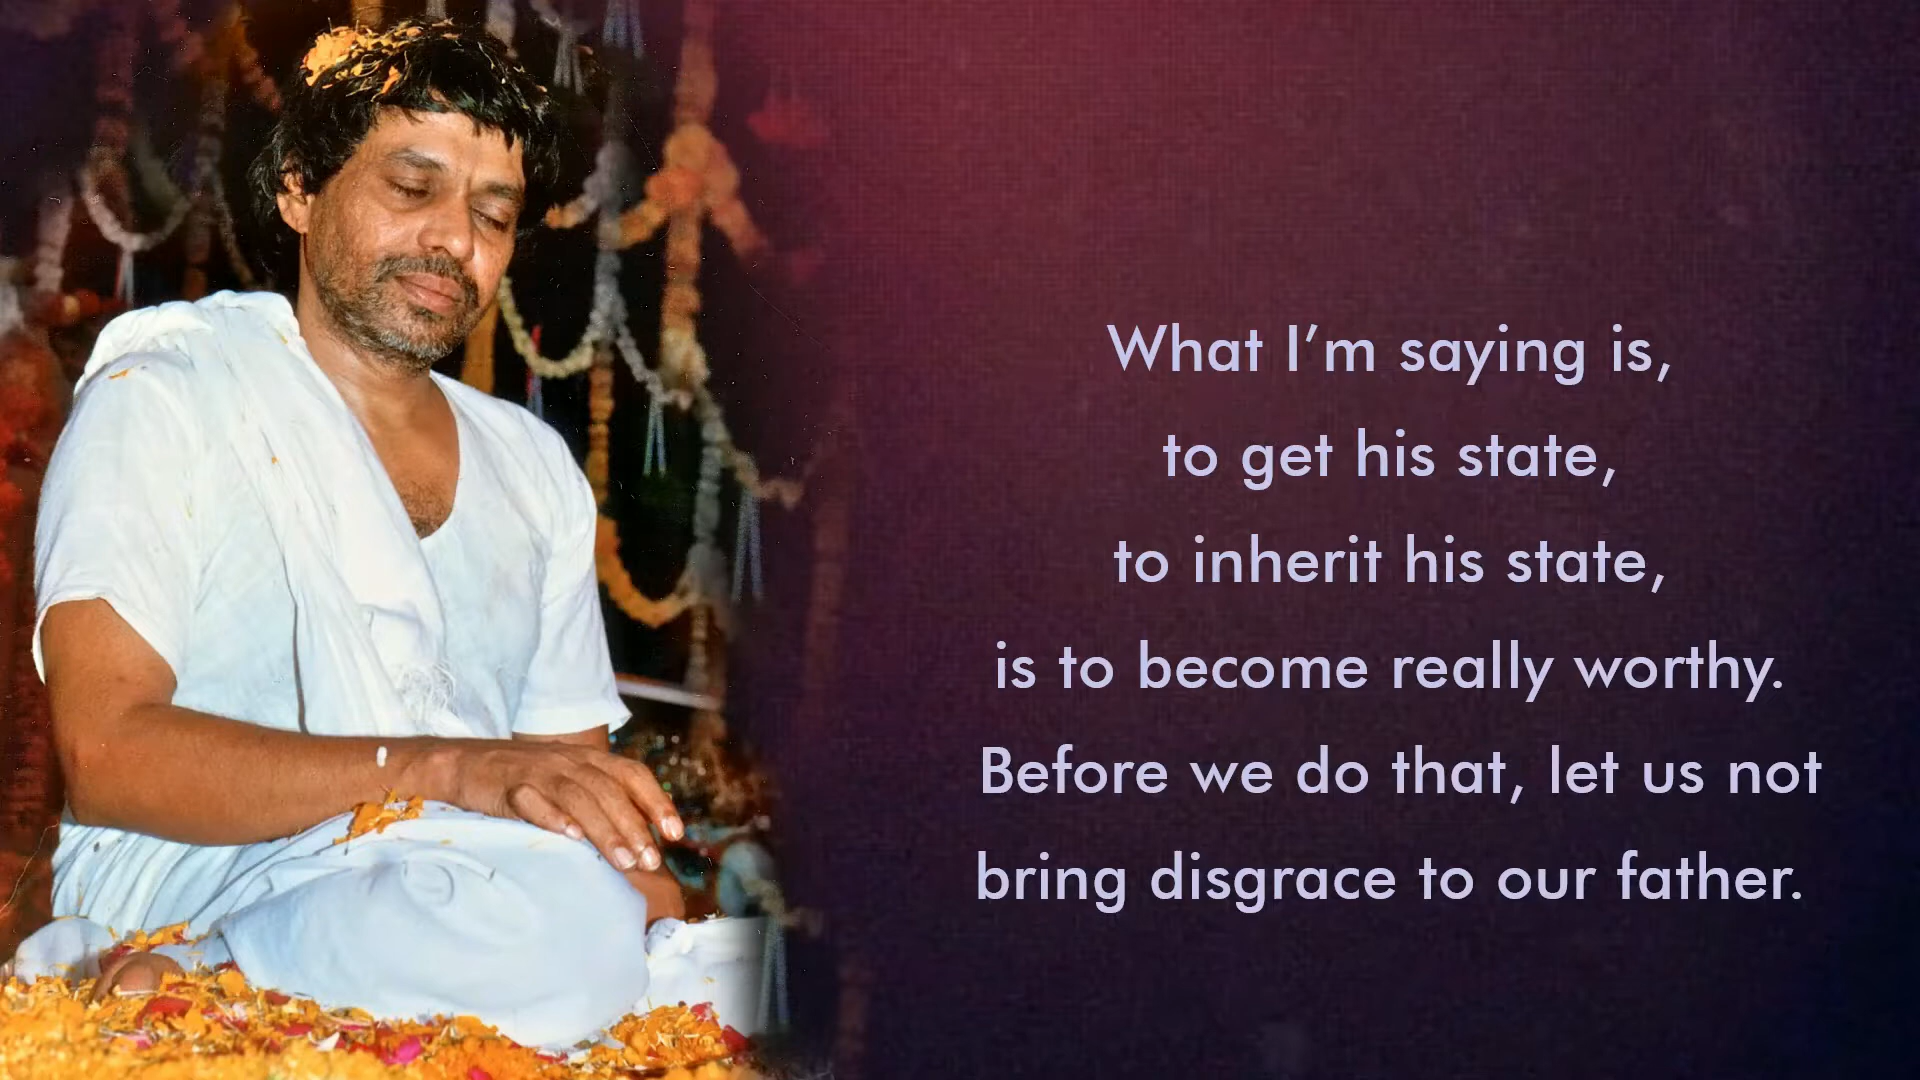 What I’m saying is,
to get his state,
to inherit his state,
is to become really worthy.
Before we do that, let us not
bring disgrace to our father.